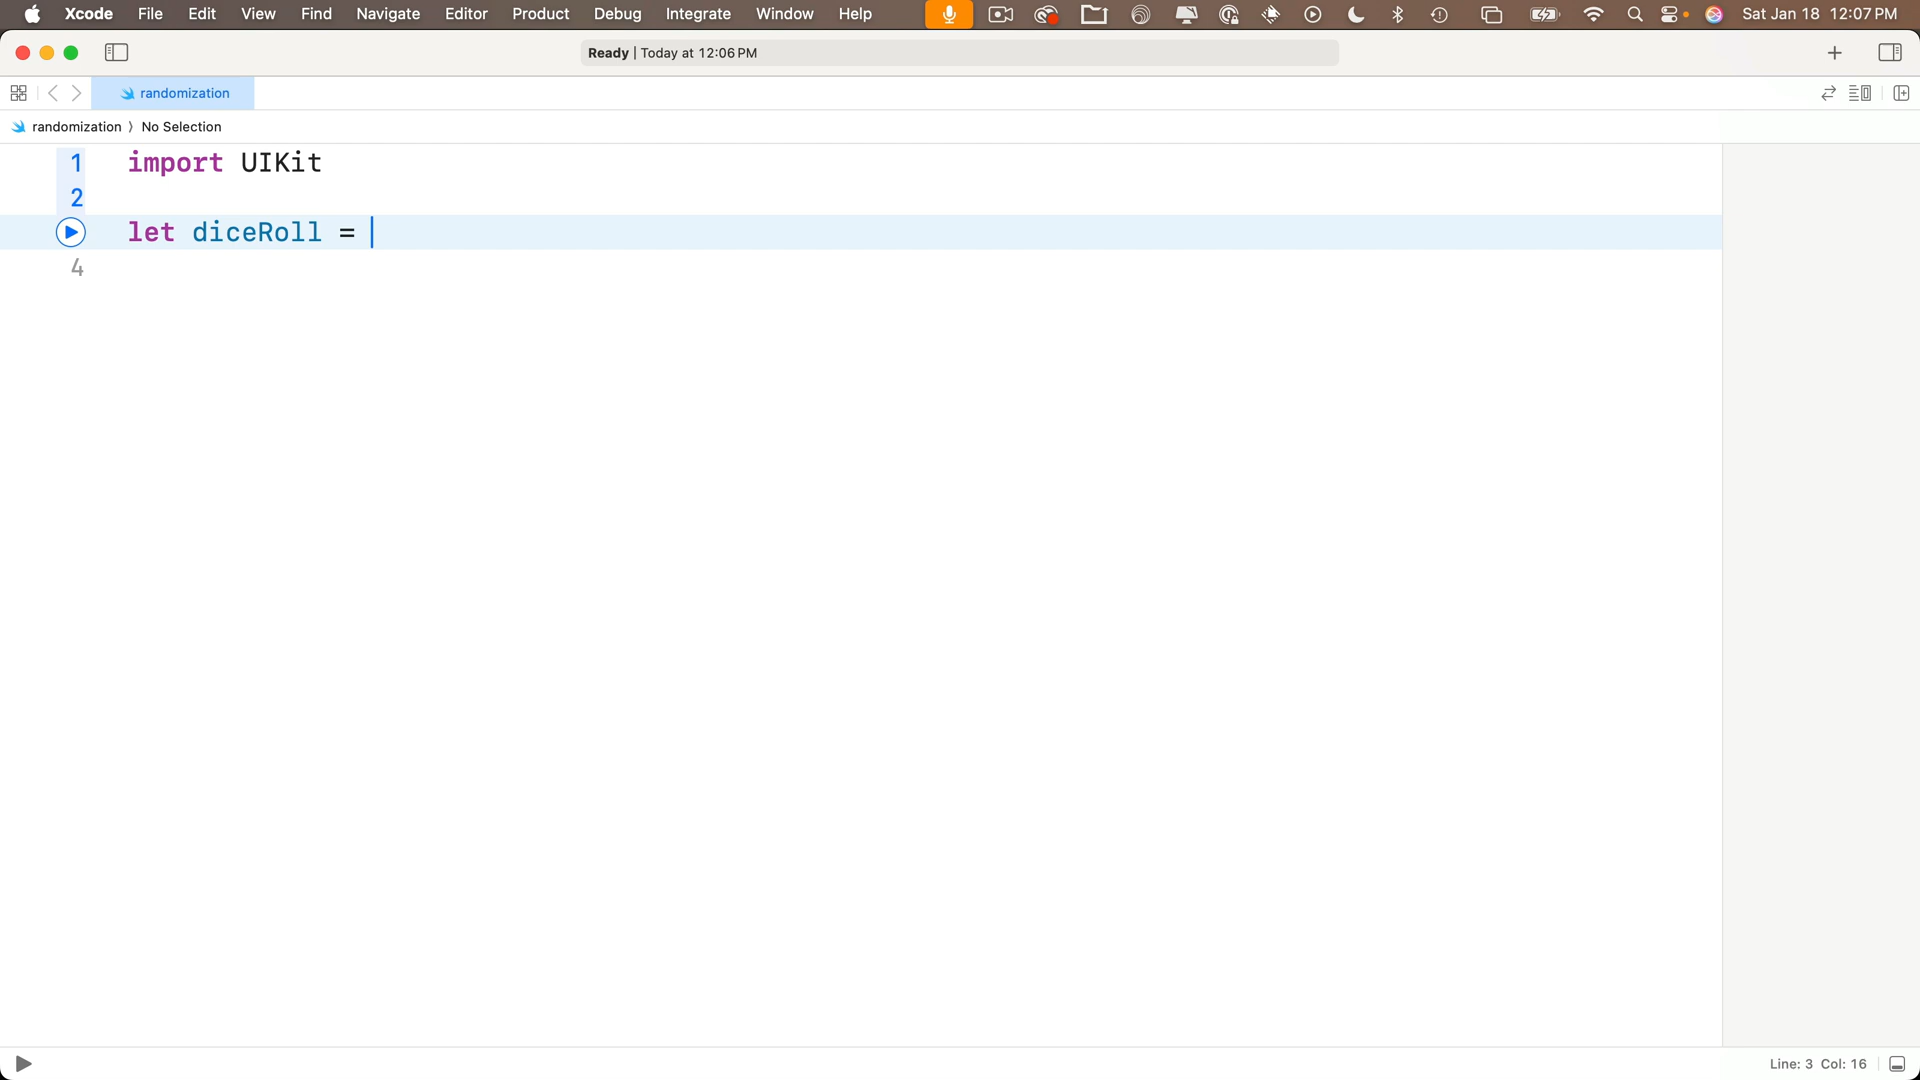 Xcode File Edit View Find Navigate Editor Product Debug Integrate Window Help Sat Jan 18 12:07 PM
Ready | Today at 12:06 PM
randomization
randomization 〉 No Selection
1 import UIKit
2
let diceRoll =
4
Line: 3 Col: 16